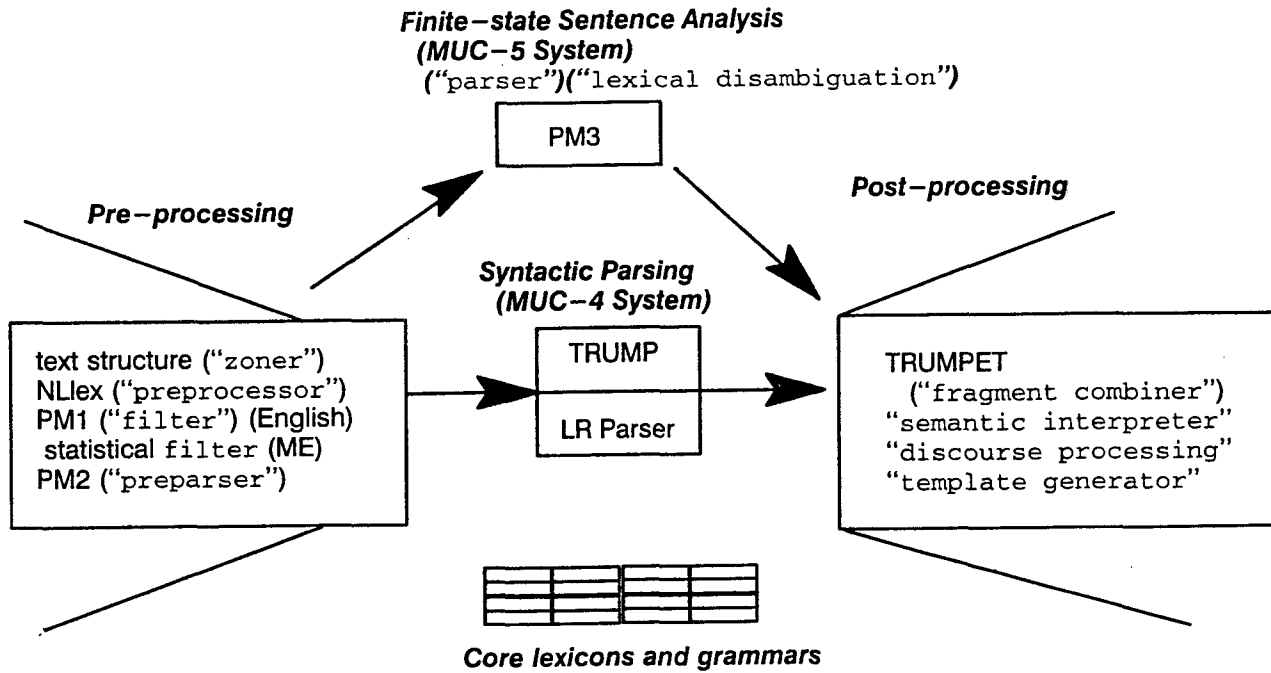 Finite–state Sentence Analysis
(MUC–5 System)
(“parser”)(“lexical disambiguation”)
PM3
Pre–processing
Post–processing
Syntactic Parsing
(MUC–4 System)
text structure (“zoner”)
NLlex (“preprocessor”)
PM1 (“filter”) (English)
statistical filter (ME)
PM2 (“preparser”)
TRUMP
LR Parser
TRUMPET
(“fragment combiner”)
“semantic interpreter”
“discourse processing”
“template generator”
Core lexicons and grammars